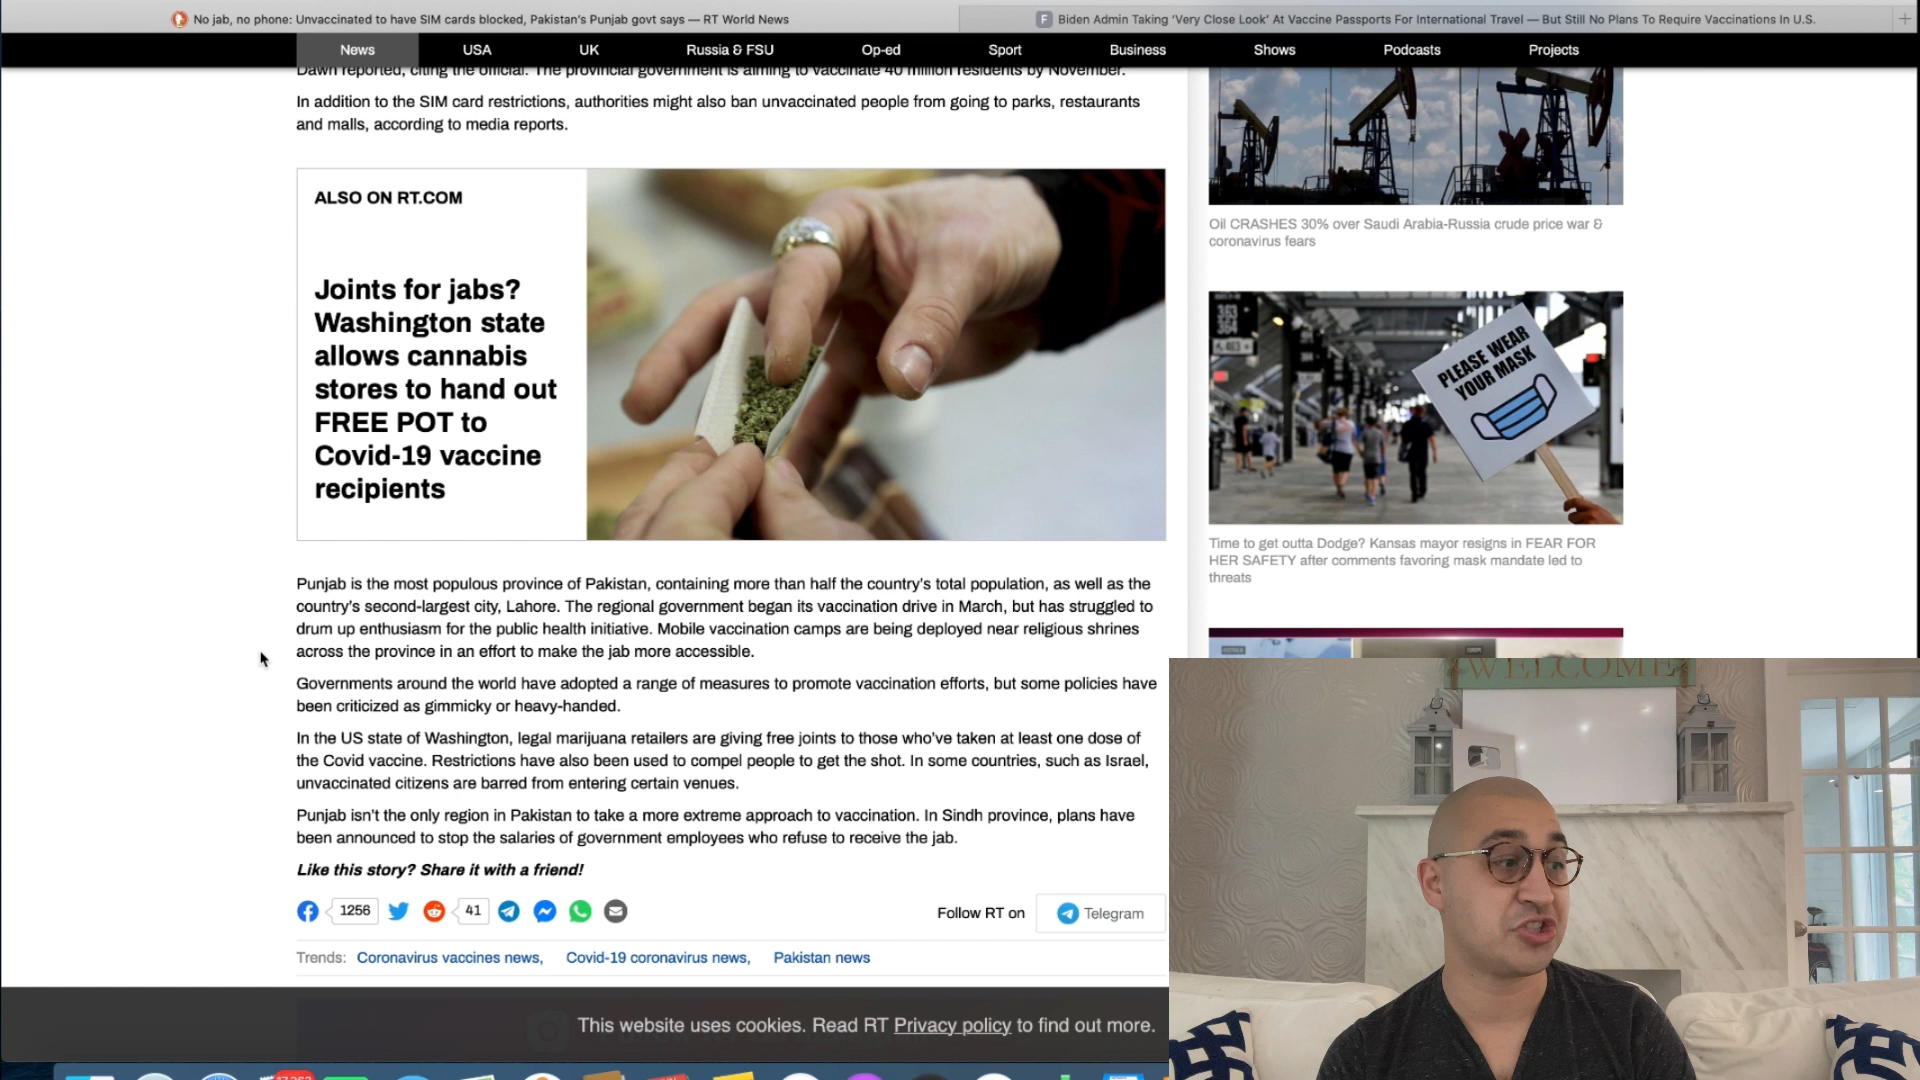 No jab, no phone: Unvaccinated to have SIM cards blocked, Pakistan's Punjab govt says — RT World News
F Biden Admin Taking 'Very Close Look' At Vaccine Passports For International Travel — But Still No Plans To Require Vaccinations In U.S.
News USA UK Russia & FSU Op-ed Sport Business Shows Podcasts Projects
Dawn reported, citing the official. The provincial government is aiming to vaccinate 40 million residents by November.
In addition to the SIM card restrictions, authorities might also ban unvaccinated people from going to parks, restaurants
and malls, according to media reports.
ALSO ON RT.COM
Joints for jabs?
Washington state
allows cannabis
stores to hand out
FREE POT to
Covid-19 vaccine
recipients
Oil CRASHES 30% over Saudi Arabia-Russia crude price war &
coronavirus fears
PLEASE WEAR
YOUR MASK
Time to get outta Dodge? Kansas mayor resigns in FEAR FOR
HER SAFETY after comments favoring mask mandate led to
threats
Punjab is the most populous province of Pakistan, containing more than half the country's total population, as well as the
country's second-largest city, Lahore. The regional government began its vaccination drive in March, but has struggled to
drum up enthusiasm for the public health initiative. Mobile vaccination camps are being deployed near religious shrines
across the province in an effort to make the jab more accessible.
Governments around the world have adopted a range of measures to promote vaccination efforts, but some policies have
been criticized as gimmicky or heavy-handed.
In the US state of Washington, legal marijuana retailers are giving free joints to those who've taken at least one dose of
the Covid vaccine. Restrictions have also been used to compel people to get the shot. In some countries, such as Israel,
unvaccinated citizens are barred from entering certain venues.
Punjab isn't the only region in Pakistan to take a more extreme approach to vaccination. In Sindh province, plans have
been announced to stop the salaries of government employees who refuse to receive the jab.
Like this story? Share it with a friend!
1256 41
Follow RT on Telegram
Trends: Coronavirus vaccines news, Covid-19 coronavirus news, Pakistan news
This website uses cookies. Read RT Privacy policy to find out more.
WELCOME